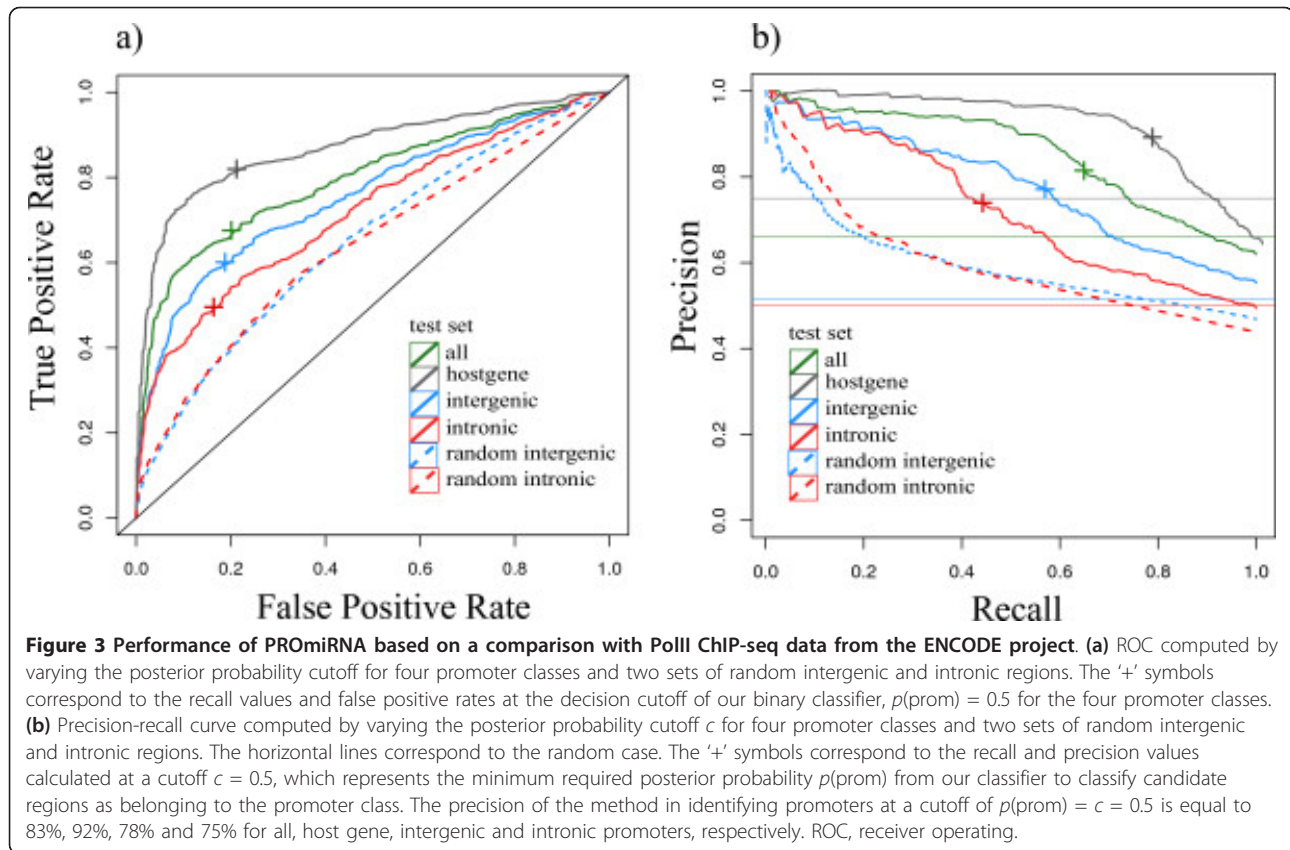 a)
True Positive Rate
1.0
0.8
0.6
0.4
0.2
0.0
0.0 0.2 0.4 0.6 0.8 1.0
False Positive Rate
test set
all
hostgene
intergenic
intronic
random intergenic
random intronic
b)
Precision
1.0
0.8
0.6
0.4
0.2
0.0
0.0 0.2 0.4 0.6 0.8 1.0
Recall
test set
all
hostgene
intergenic
intronic
random intergenic
random intronic
Figure 3 Performance of PROmiRNA based on a comparison with PolII ChIP-seq data from the ENCODE project. (a) ROC computed by
varying the posterior probability cutoff for four promoter classes and two sets of random intergenic and intronic regions. The ‘+’ symbols
correspond to the recall values and false positive rates at the decision cutoff of our binary classifier, p(prom) = 0.5 for the four promoter classes.
(b) Precision-recall curve computed by varying the posterior probability cutoff c for four promoter classes and two sets of random intergenic
and intronic regions. The horizontal lines correspond to the random case. The ‘+’ symbols correspond to the recall and precision values
calculated at a cutoff c = 0.5, which represents the minimum required posterior probability p(prom) from our classifier to classify candidate
regions as belonging to the promoter class. The precision of the method in identifying promoters at a cutoff of p(prom) = c = 0.5 is equal to
83%, 92%, 78% and 75% for all, host gene, intergenic and intronic promoters, respectively. ROC, receiver operating.